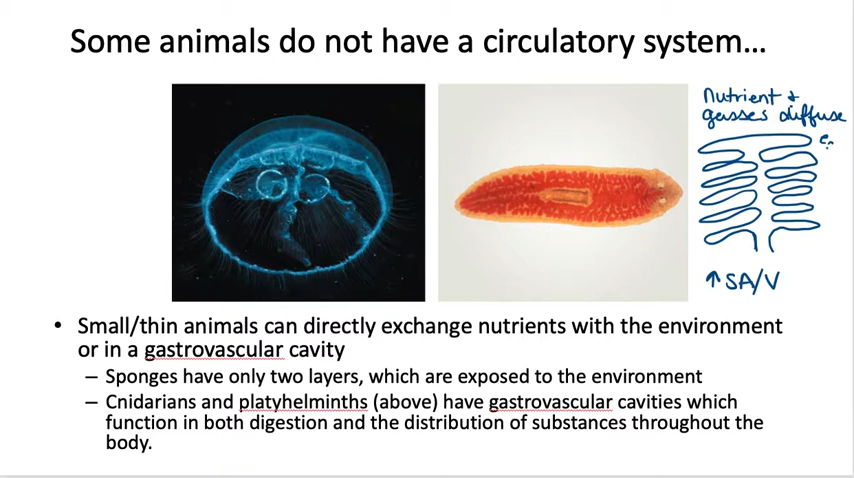 Some animals do not have a circulatory system…
nutrient +
gasses diffuse
↑ SA/V
• Small/thin animals can directly exchange nutrients with the environment
or in a gastrovascular cavity
– Sponges have only two layers, which are exposed to the environment
– Cnidarians and platyhelminths (above) have gastrovascular cavities which
function in both digestion and the distribution of substances throughout the
body.